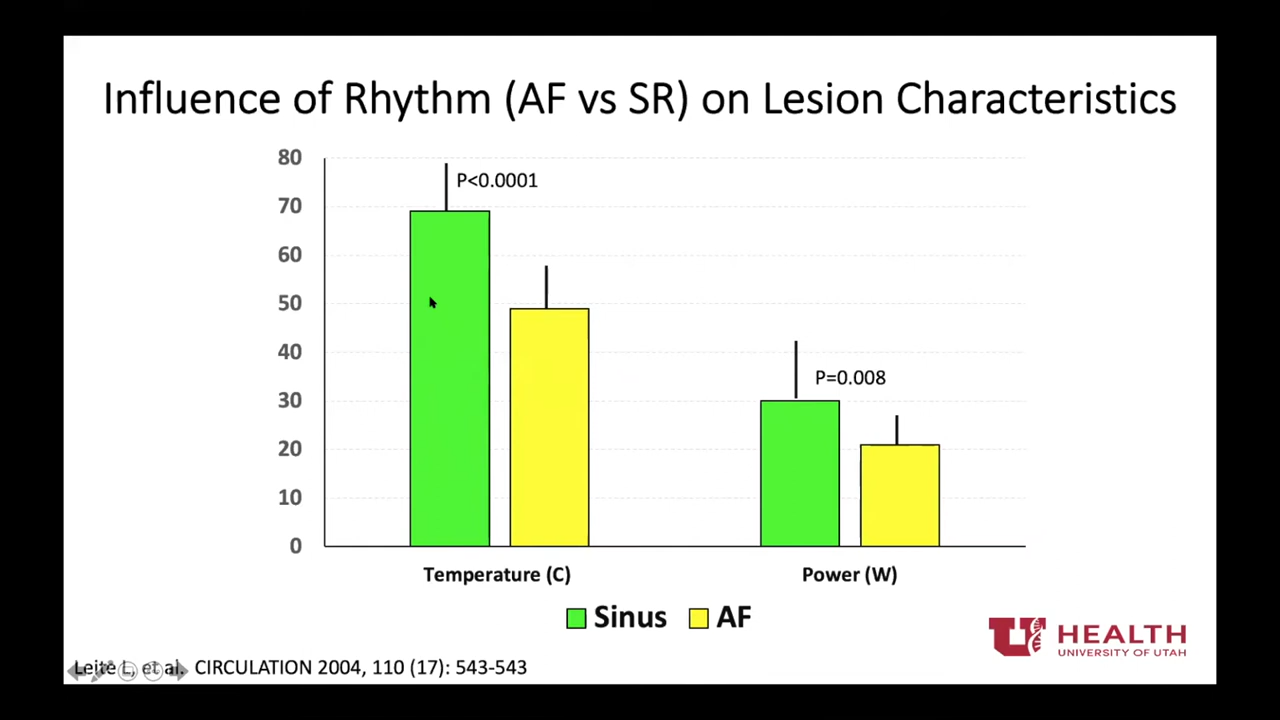 Influence of Rhythm (AF vs SR) on Lesion Characteristics
80
P<0.0001
70
60
50
40
P=0.008
30
20
10
0
Temperature (C)
Power (W)
Sinus
AF
U HEALTH
UNIVERSITY OF UTAH
Leite L, et al. CIRCULATION 2004, 110 (17): 543-543